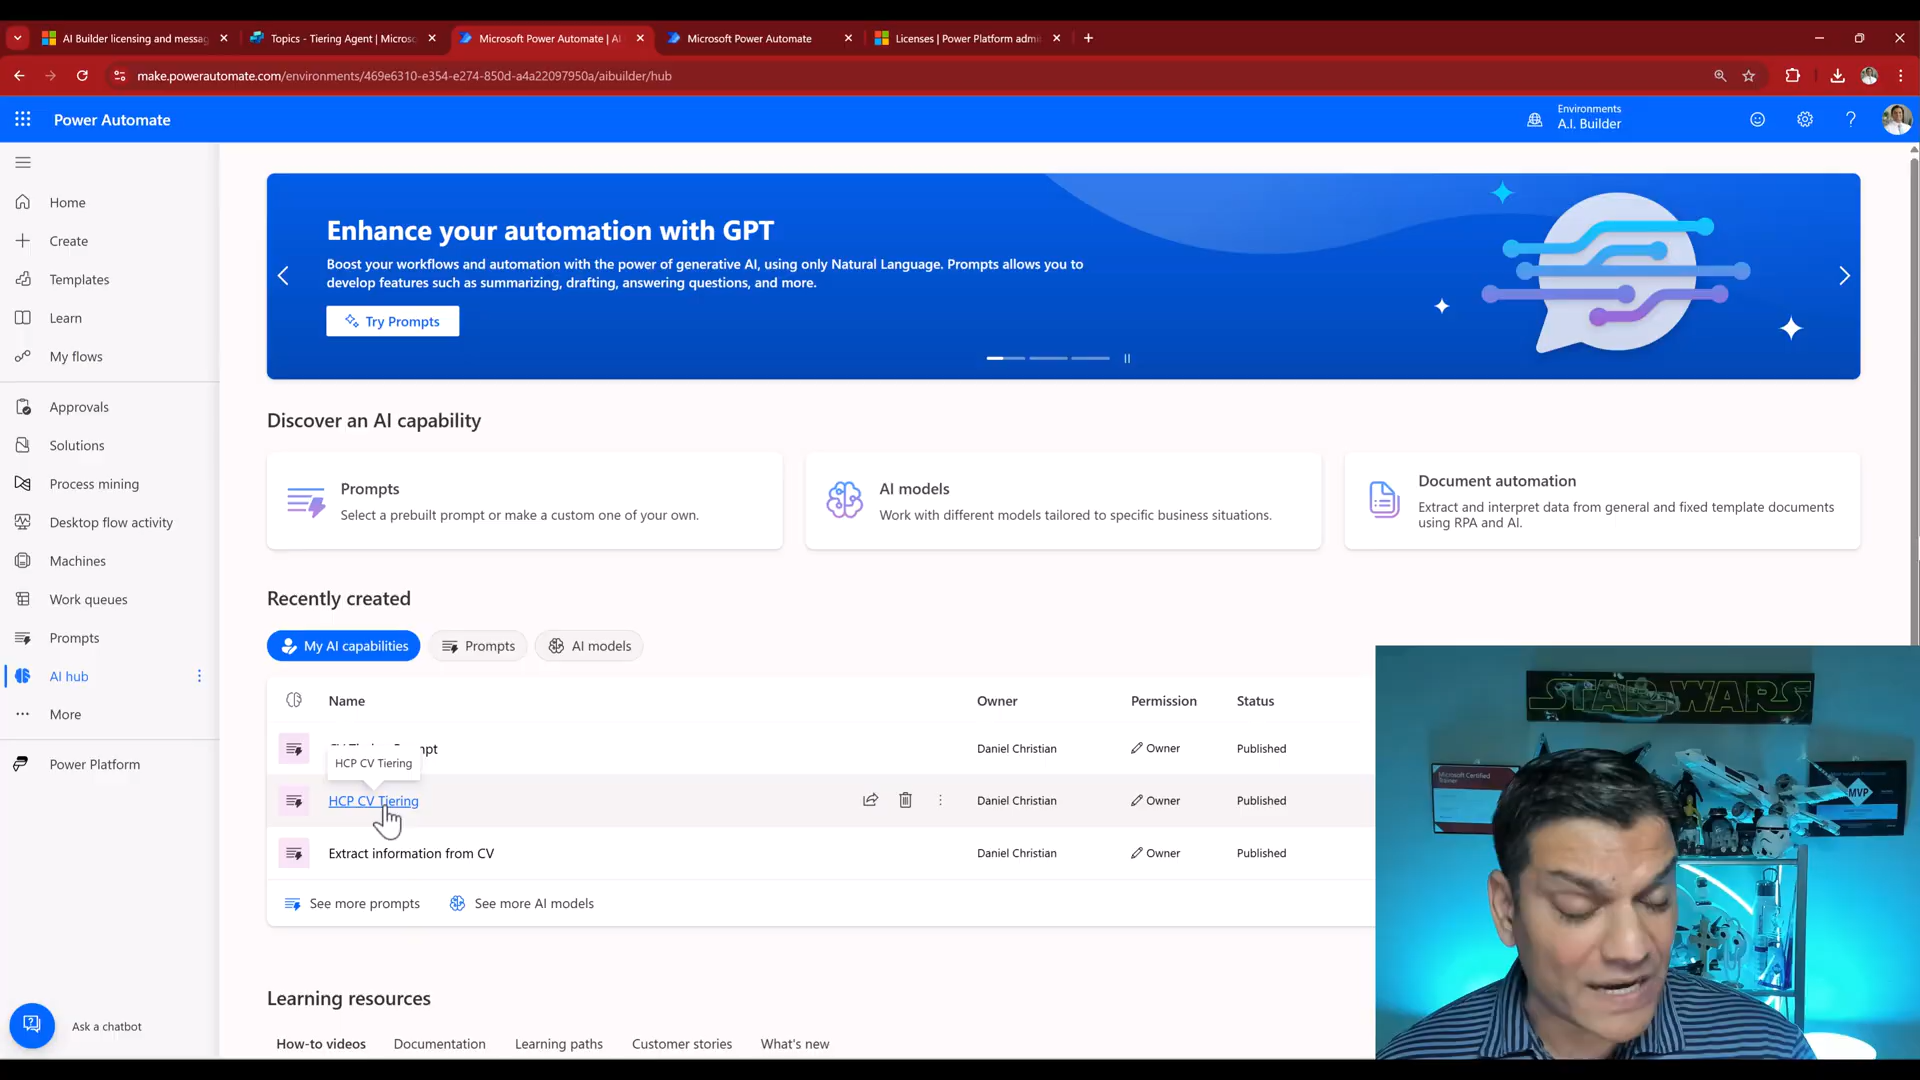 AI Builder licensing and messag
Topics - Tiering Agent | Micros
Microsoft Power Automate | A
Microsoft Power Automate
Licenses | Power Platform admi
make.powerautomate.com/environments/469e6310-e354-e274-850d-a4a22097950a/aibuilder/hub
Power Automate
Environments
A.I. Builder
Home
Create
Templates
Learn
My flows
Approvals
Solutions
Process mining
Desktop flow activity
Machines
Work queues
Prompts
AI hub
More
Power Platform
Ask a chatbot
Enhance your automation with GPT
Boost your workflows and automation with the power of generative AI, using only Natural Language. Prompts allows you to
develop features such as summarizing, drafting, answering questions, and more.
Try Prompts
Discover an AI capability
Prompts
Select a prebuilt prompt or make a custom one of your own.
AI models
Work with different models tailored to specific business situations.
Document automation
Extract and interpret data from general and fixed template documents
using RPA and AI.
Recently created
My AI capabilities
Prompts
AI models
Name Owner Permission Status
Daniel Christian Owner Published
HCP CV Tiering
HCP CV Tiering Daniel Christian Owner Published
Extract information from CV Daniel Christian Owner Published
See more prompts
See more AI models
Learning resources
How-to videos Documentation Learning paths Customer stories What's new
STAR WARS
Microsoft Certified
Trainer
MVP